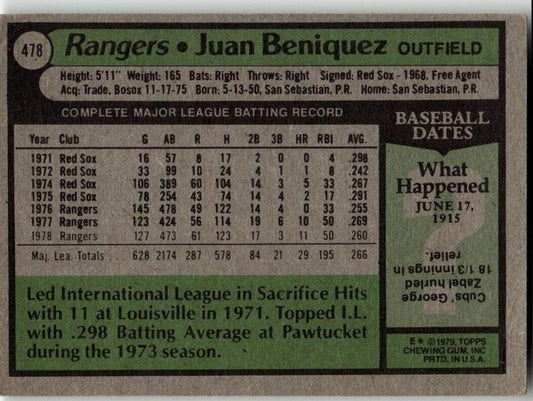 478
Rangers • Juan Beniquez OUTFIELD
Height: 5'11" Weight: 165 Bats: Right Throws: Right Signed: Red Sox - 1968, Free Agent
Acq: Trade, Bosox 11-17-75 Born: 5-13-50, San Sebastian, P.R. Home: San Sebastian, P.R.
COMPLETE MAJOR LEAGUE BATTING RECORD
Year Club G AB R H 2B 3B HR RBI AVG.
1971 Red Sox 16 57 8 17 2 0 0 4 .298
1972 Red Sox 33 99 10 24 4 1 1 8 .242
1974 Red Sox 106 389 60 104 14 3 5 33 .267
1975 Red Sox 78 254 43 74 14 4 2 17 .291
1976 Rangers 145 478 49 122 14 4 0 33 .255
1977 Rangers 123 424 56 114 19 6 10 50 .269
1978 Rangers 127 473 61 123 17 3 11 50 .260
Maj. Lea. Totals 628 2174 287 578 84 21 29 195 .266
Led International League in Sacrifice Hits
with 11 at Louisville in 1971. Topped I.L.
with .298 Batting Average at Pawtucket
during the 1973 season.
BASEBALL
DATES
What
Happened
JUNE 17,
1915
?
Cubs' George
Zabel hurled
18 1/3 innings in
relief.
E* ©1979, TOPPS
CHEWING GUM, INC
PRTD. IN U.S.A.